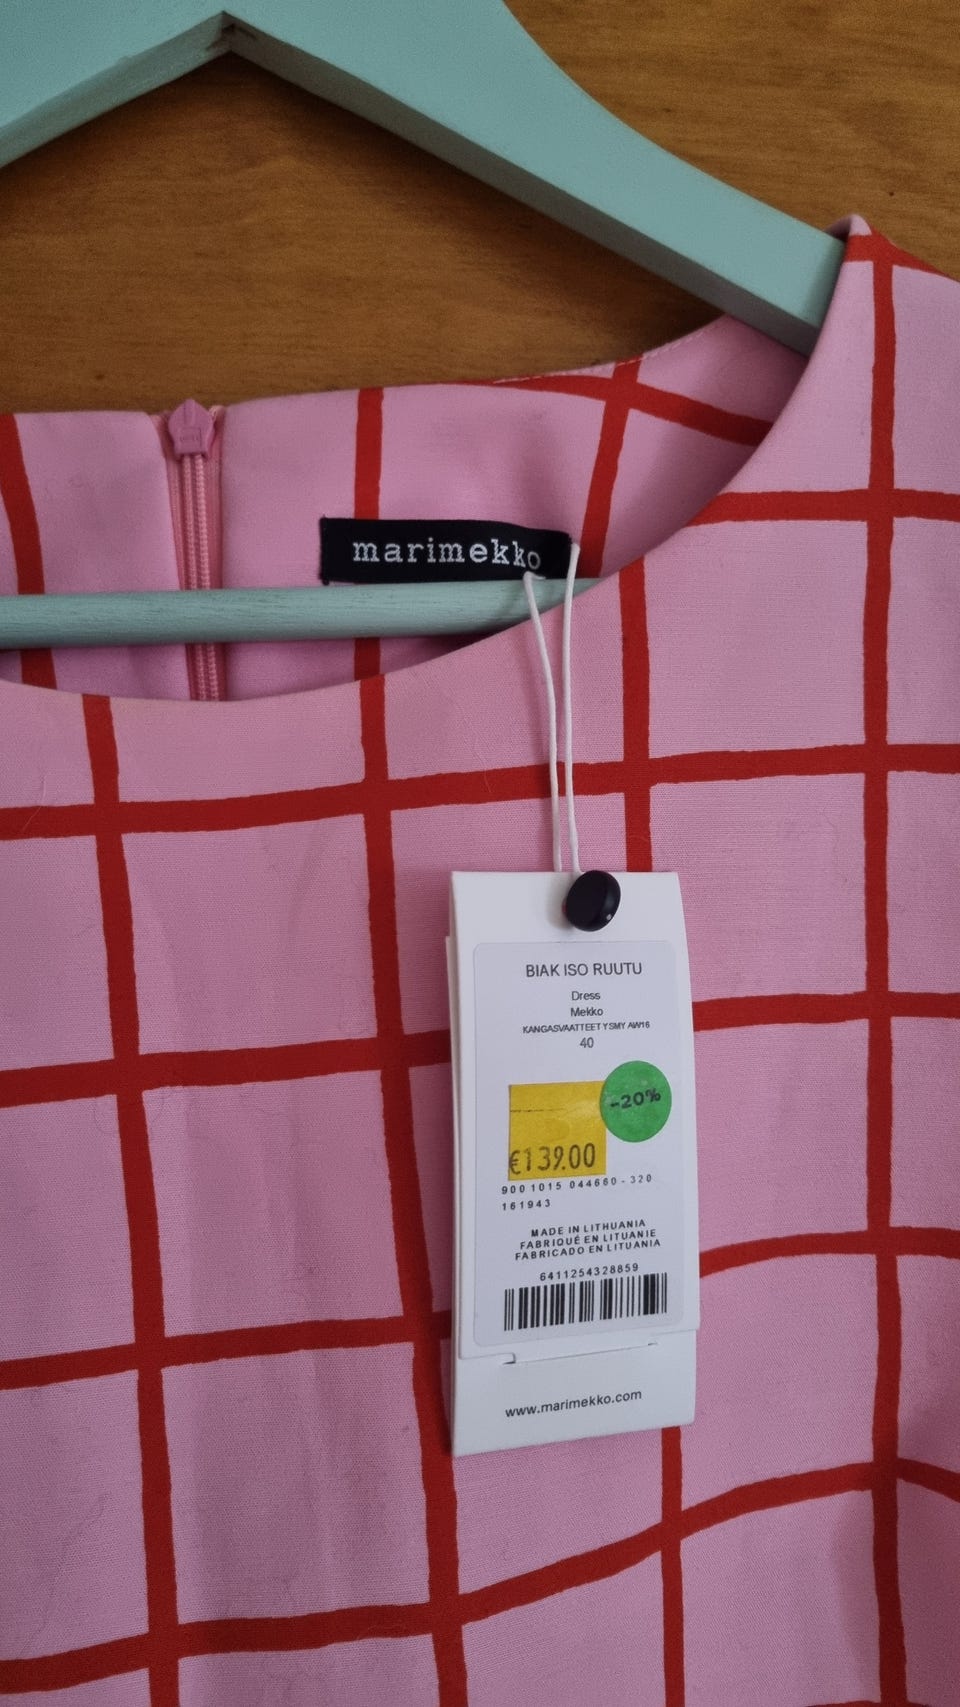 marimekko
BIAK ISO RUUTU
Dress
Mekko
KANGASVAATTEET YSMY AW16
40
-20%
€139.00
900 1015 044660-320
161943
MADE IN LITHUANIA
FABRIQUÉ EN LITUANIE
FABRICADO EN LITUANIA
6411254328859
www.marimekko.com